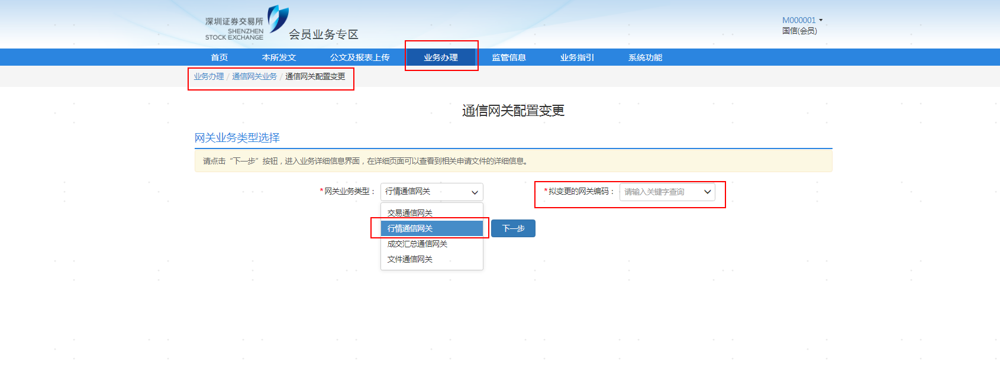 深圳证券交易所
SHENZHEN
STOCK EXCHANGE
会员业务专区
M000001
国信(会员)
首页 本所发文 公文及报表上传 业务办理 监管信息 业务指引 系统功能
业务办理 / 通信网关业务 / 通信网关配置变更
通信网关配置变更
网关业务类型选择
请点击“下一步”按钮，进入业务详细信息界面，在详细页面可以查看到相关申请文件的详细信息。
*网关业务类型： 行情通信网关 *拟变更的网关编码： 请输入关键字查询
交易通信网关
行情通信网关 下一步
成交汇总通信网关
文件通信网关